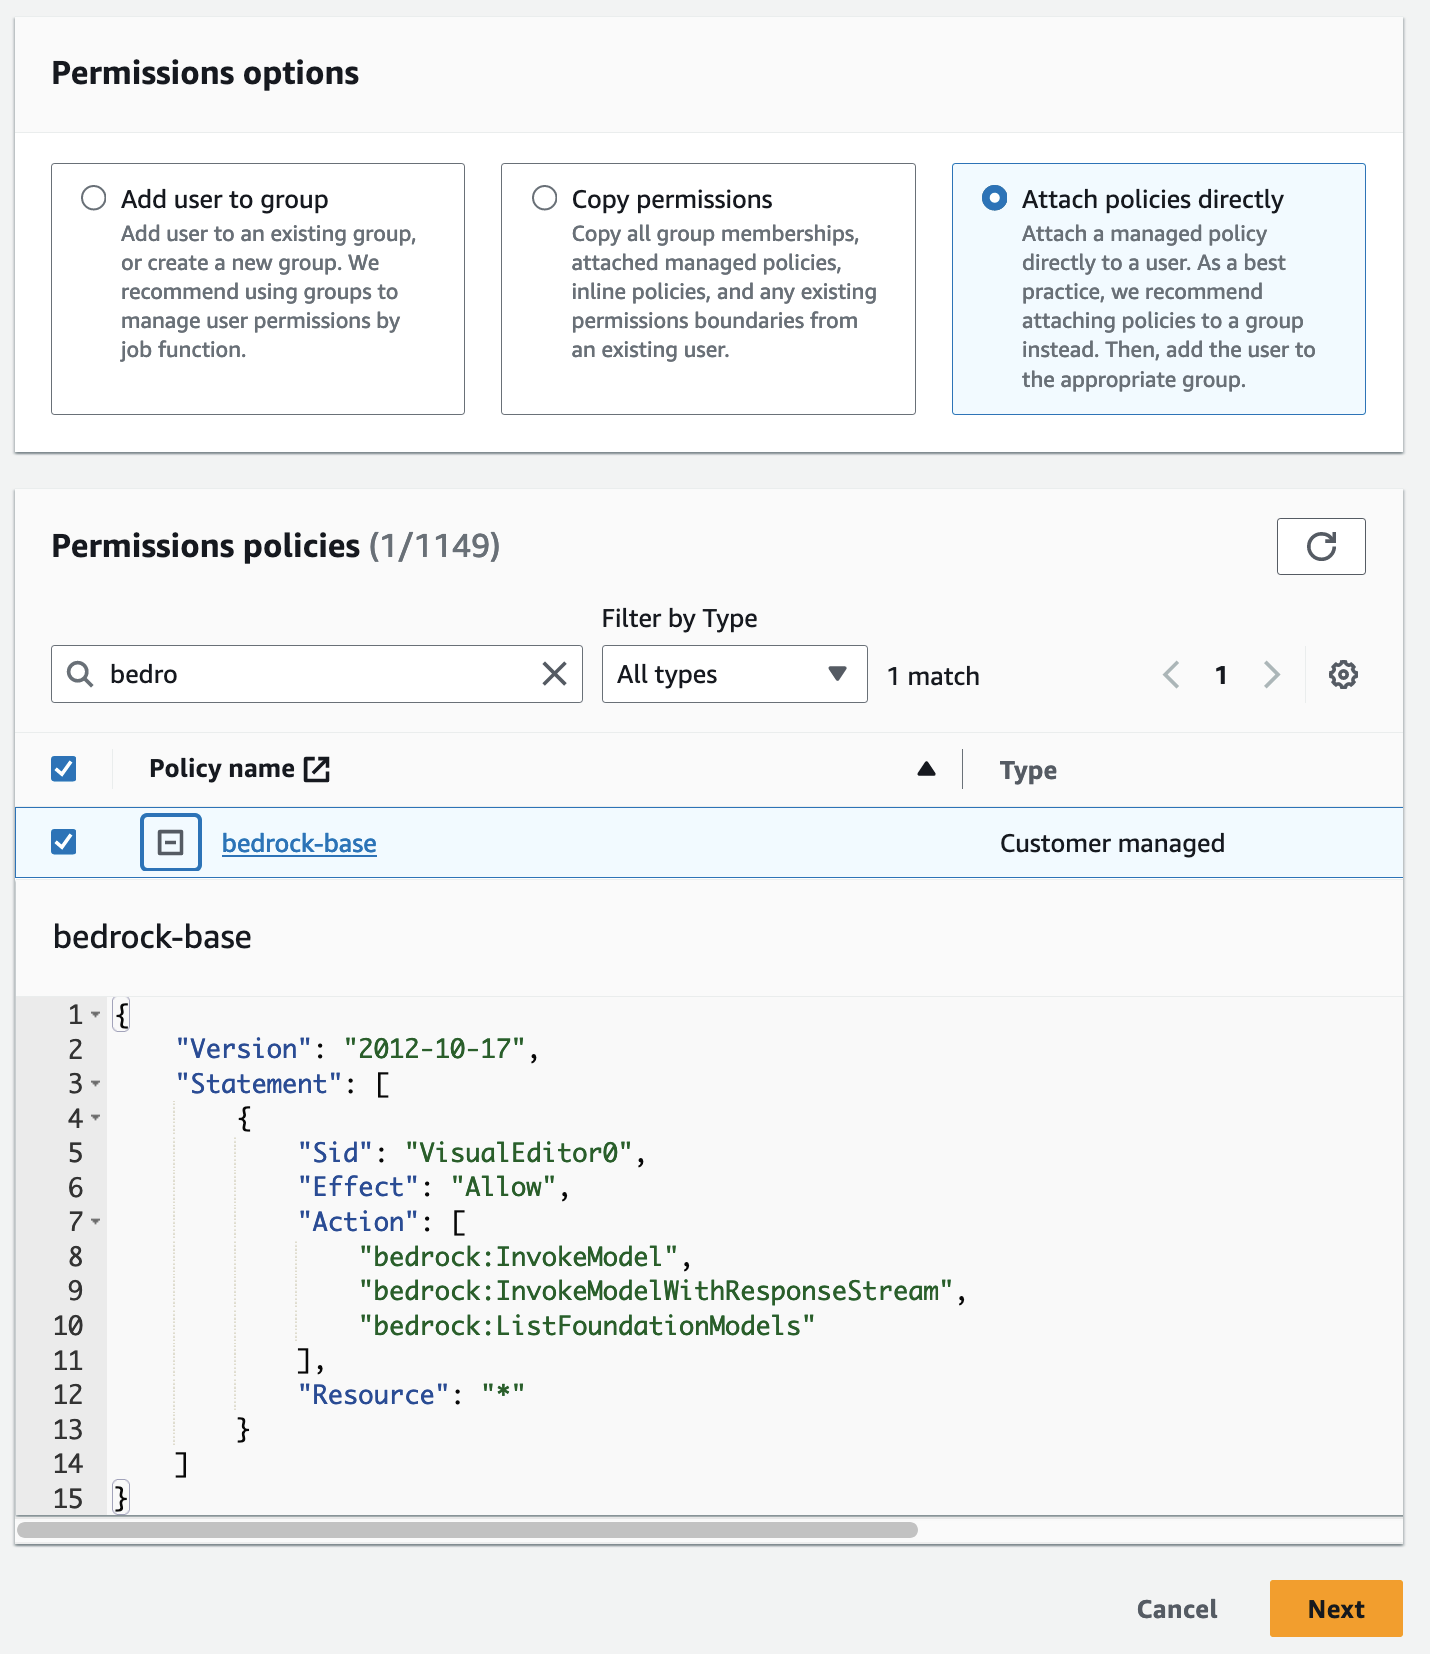 Permissions options
Add user to group
Add user to an existing group,
or create a new group. We
recommend using groups to
manage user permissions by
job function.
Copy permissions
Copy all group memberships,
attached managed policies,
inline policies, and any existing
permissions boundaries from
an existing user.
Attach policies directly
Attach a managed policy
directly to a user. As a best
practice, we recommend
attaching policies to a group
instead. Then, add the user to
the appropriate group.
Permissions policies (1/1149)
Filter by Type
bedro
All types
1 match
1
Policy name
Type
bedrock-base
Customer managed
bedrock-base
1 {
2     "Version": "2012-10-17",
3     "Statement": [
4         {
5             "Sid": "VisualEditor0",
6             "Effect": "Allow",
7             "Action": [
8                 "bedrock:InvokeModel",
9                 "bedrock:InvokeModelWithResponseStream",
10                 "bedrock:ListFoundationModels"
11             ],
12             "Resource": "*"
13         }
14     ]
15 }
Cancel
Next